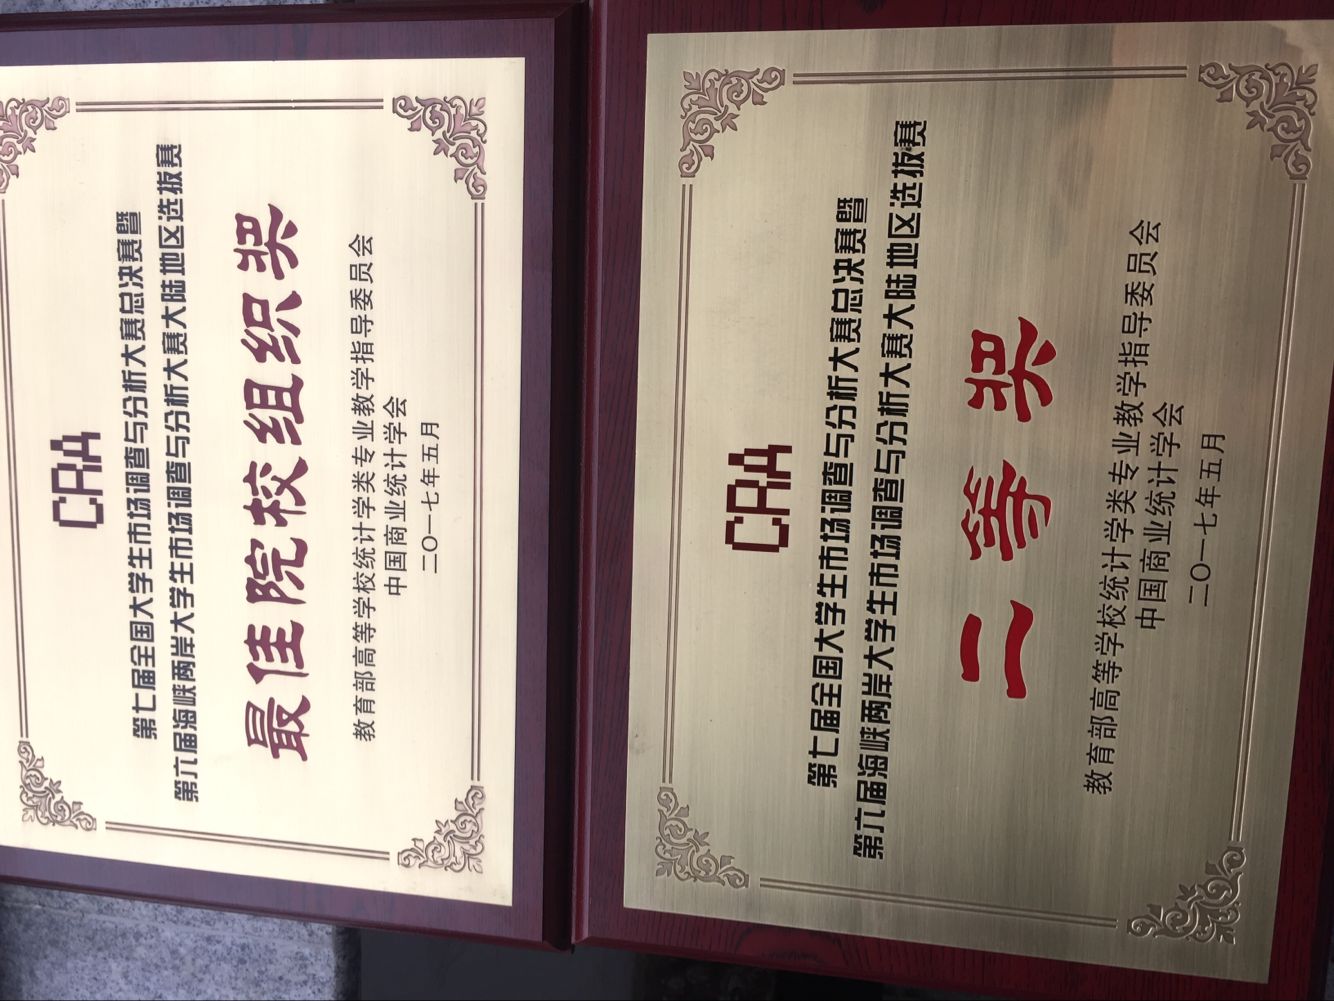 CRA
第七届全国大学生市场调查与分析大赛总决赛暨
第六届海峡两岸大学生市场调查与分析大赛大陆地区选拔赛
最佳院校组织奖
教育部高等学校统计学类专业教学指导委员会
中国商业统计学会
二〇一七年五月
CRA
第七届全国大学生市场调查与分析大赛总决赛暨
第六届海峡两岸大学生市场调查与分析大赛大陆地区选拔赛
二等奖
教育部高等学校统计学类专业教学指导委员会
中国商业统计学会
二〇一七年五月